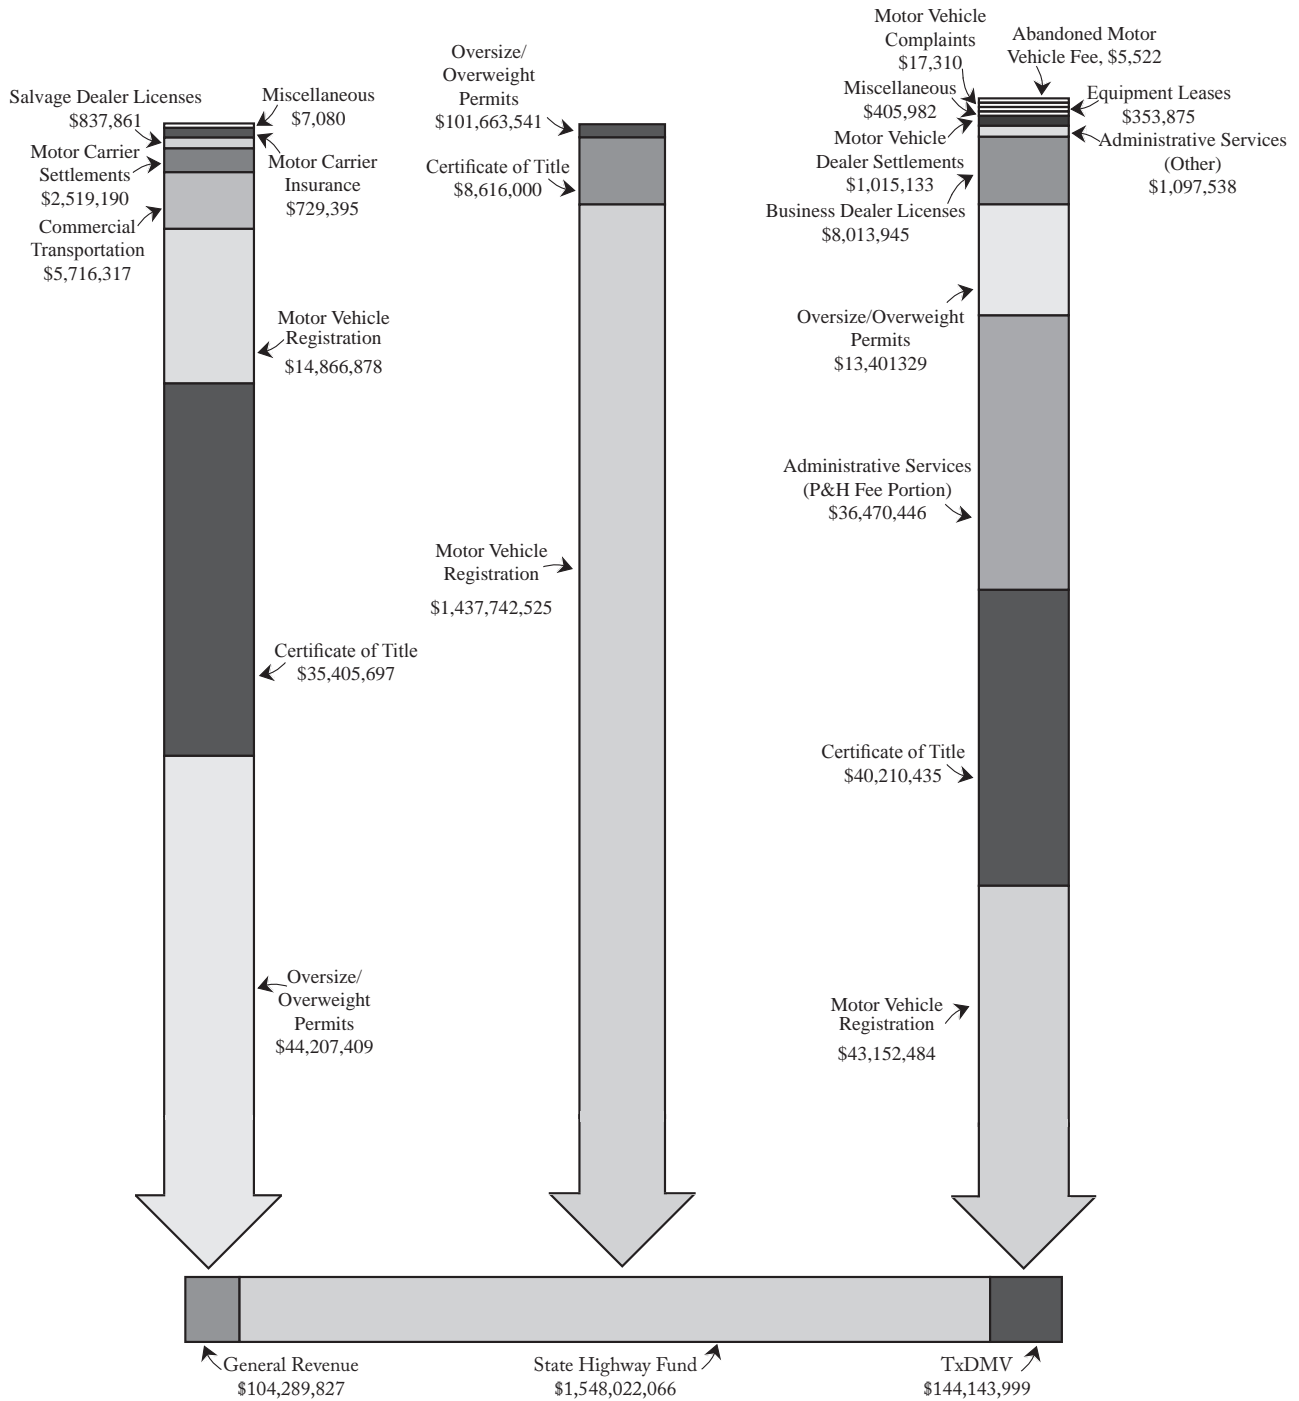 Salvage Dealer Licenses
$837,861
Motor Carrier
Settlements
$2,519,190
Commercial
Transportation
$5,716,317
Miscellaneous
$7,080
Motor Carrier
Insurance
$729,395
Motor Vehicle
Registration
$14,866,878
Certificate of Title
$35,405,697
Oversize/
Overweight
Permits
$44,207,409
Oversize/
Overweight
Permits
$101,663,541
Certificate of Title
$8,616,000
Motor Vehicle
Registration
$1,437,742,525
Motor Vehicle
Complaints
$17,310
Miscellaneous
$405,982
Motor Vehicle
Dealer Settlements
$1,015,133
Business Dealer Licenses
$8,013,945
Abandoned Motor
Vehicle Fee, $5,522
Equipment Leases
$353,875
Administrative Services
(Other)
$1,097,538
Oversize/Overweight
Permits
$13,401329
Administrative Services
(P&H Fee Portion)
$36,470,446
Certificate of Title
$40,210,435
Motor Vehicle
Registration
$43,152,484
General Revenue
$104,289,827
State Highway Fund
$1,548,022,066
TxDMV
$144,143,999